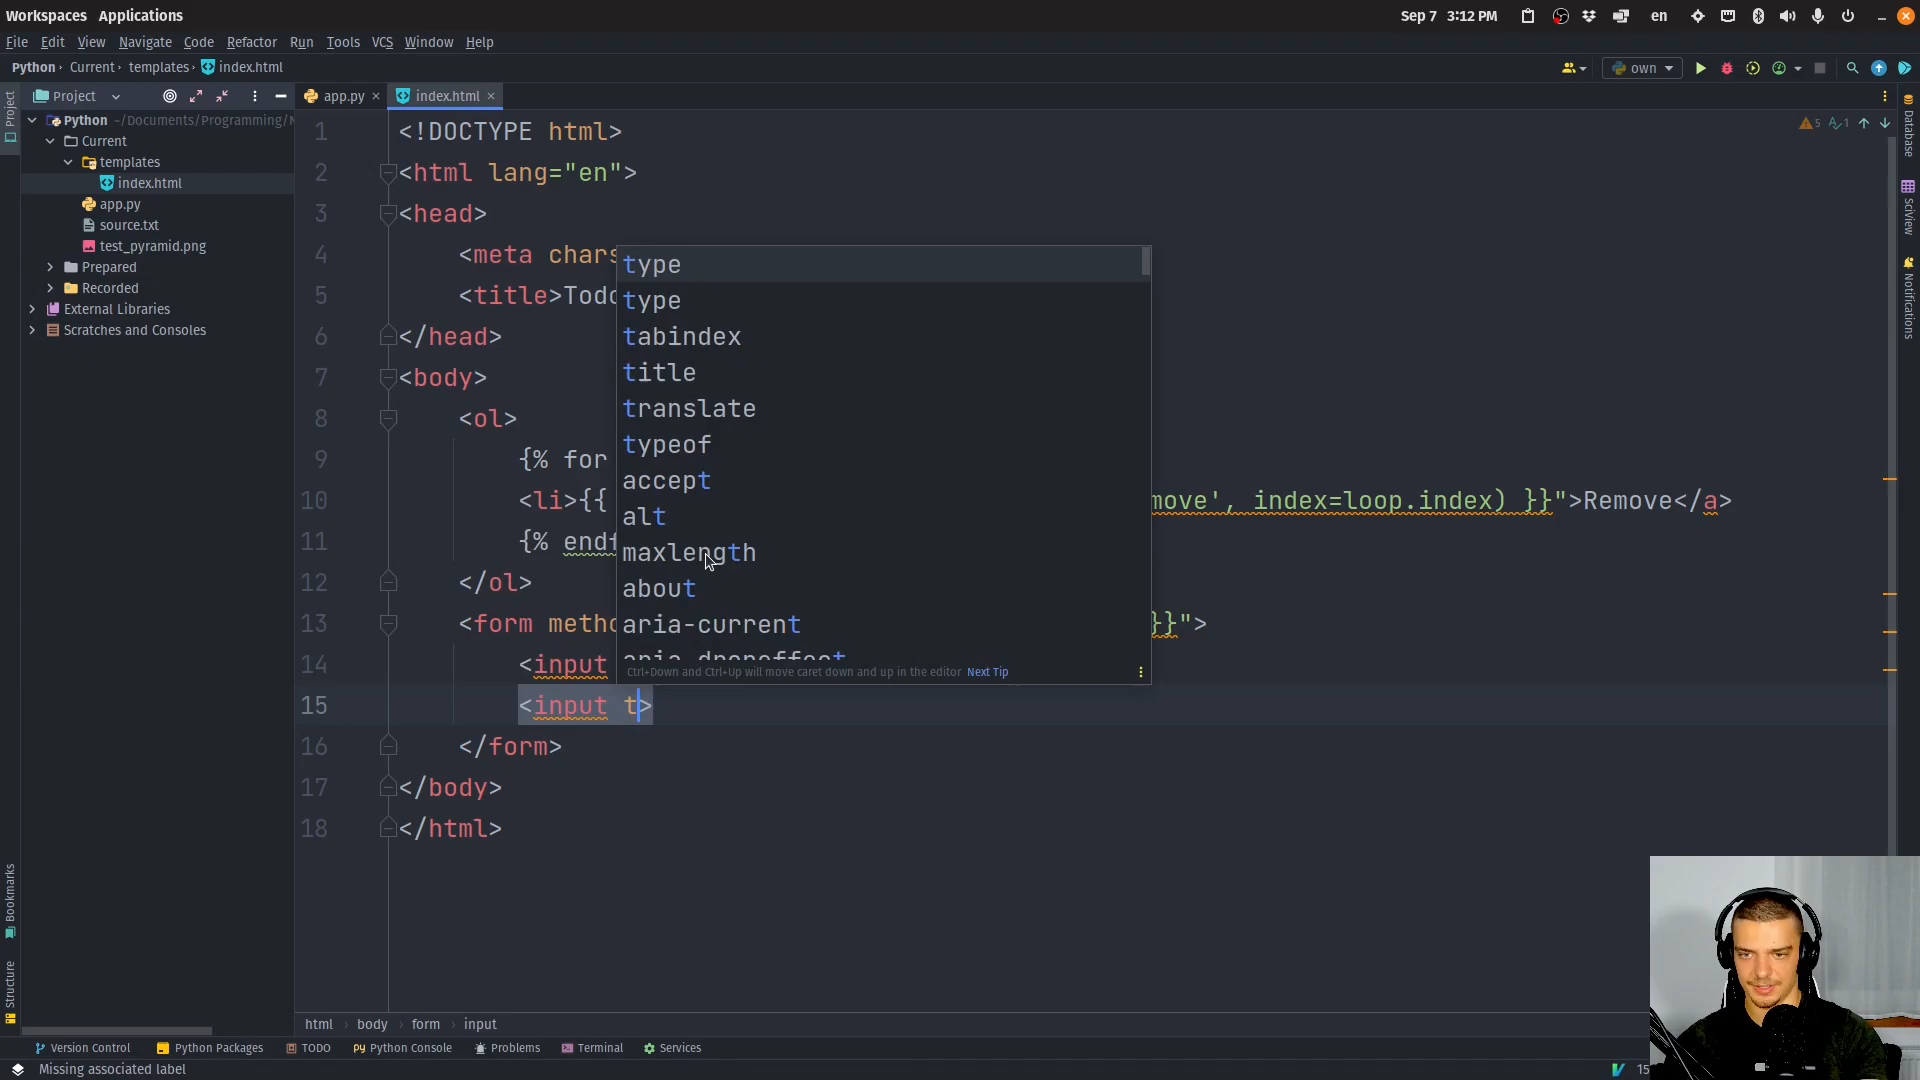 Workspaces Applications
Sep 7 3:12 PM
en
File Edit View Navigate Code Refactor Run Tools VCS Window Help
Python Current templates index.html
own
Project
app.py
index.html
Python ~/Documents/Programming/
Current
templates
index.html
app.py
source.txt
test_pyramid.png
Prepared
Recorded
External Libraries
Scratches and Consoles
Project
Bookmarks
Structure
5 1
1 <!DOCTYPE html>
2 <html lang="en">
3 <head>
4 <meta chars
5 <title>Todo
6 </head>
7 <body>
8 <ol>
9 {% for
10 <li>{{ move', index=loop.index) }}">Remove</a>
11 {% endf
12 </ol>
13 <form metho }}">
14 <input
15 <input t>
16 </form>
17 </body>
18 </html>
type
type
tabindex
title
translate
typeof
accept
alt
maxlength
about
aria-current
aria-dropeffect
Ctrl+Down and Ctrl+Up will move caret down and up in the editor Next Tip
Database
SciView
Notifications
html body form input
Version Control Python Packages TODO Python Console Problems Terminal Services
Missing associated label
15